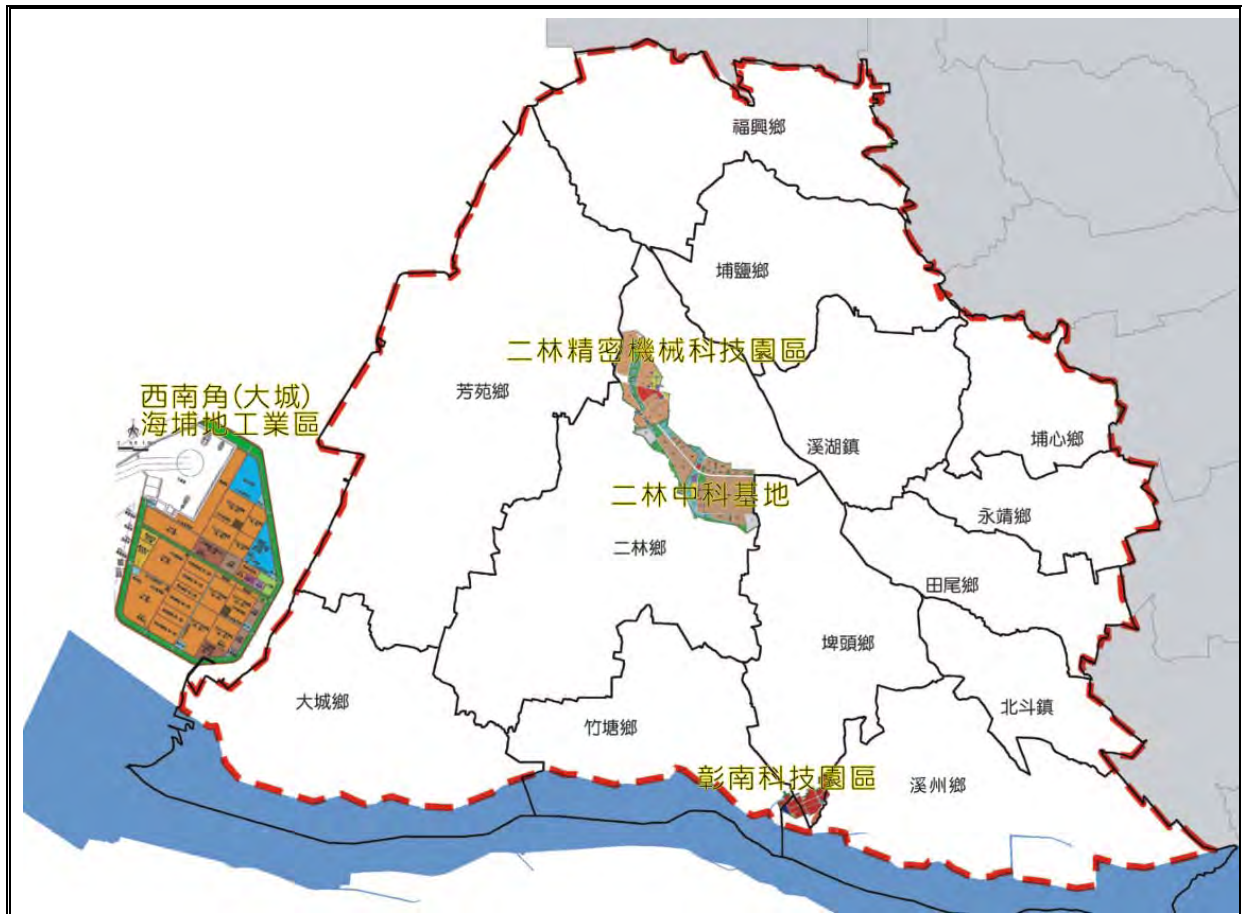 福興鄉
埔鹽鄉
二林精密機械科技園區
芳苑鄉
西南角(大城)
海埔地工業區
溪湖鎮
埔心鄉
二林中科基地
永靖鄉
二林鄉
田尾鄉
埤頭鄉
大城鄉
竹塘鄉
北斗鎮
彰南科技園區
溪州鄉